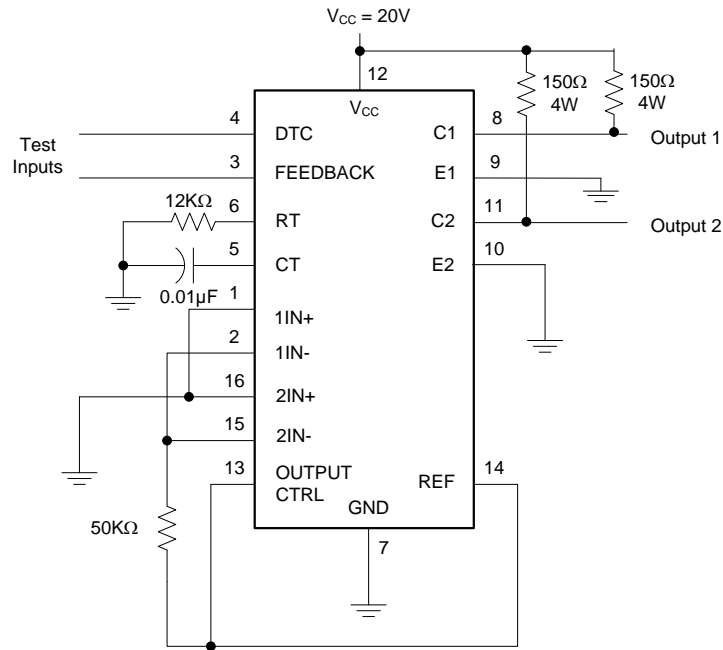 VCC = 20V
12
150Ω
4W
150Ω
4W
VCC
4
DTC
C1
8
Output 1
Test
Inputs
3
FEEDBACK
E1
9
12KΩ
6
RT
C2
11
Output 2
5
CT
E2
10
0.01µF
1
1IN+
2
1IN-
16
2IN+
15
2IN-
13
OUTPUT
CTRL
REF
14
GND
50KΩ
7